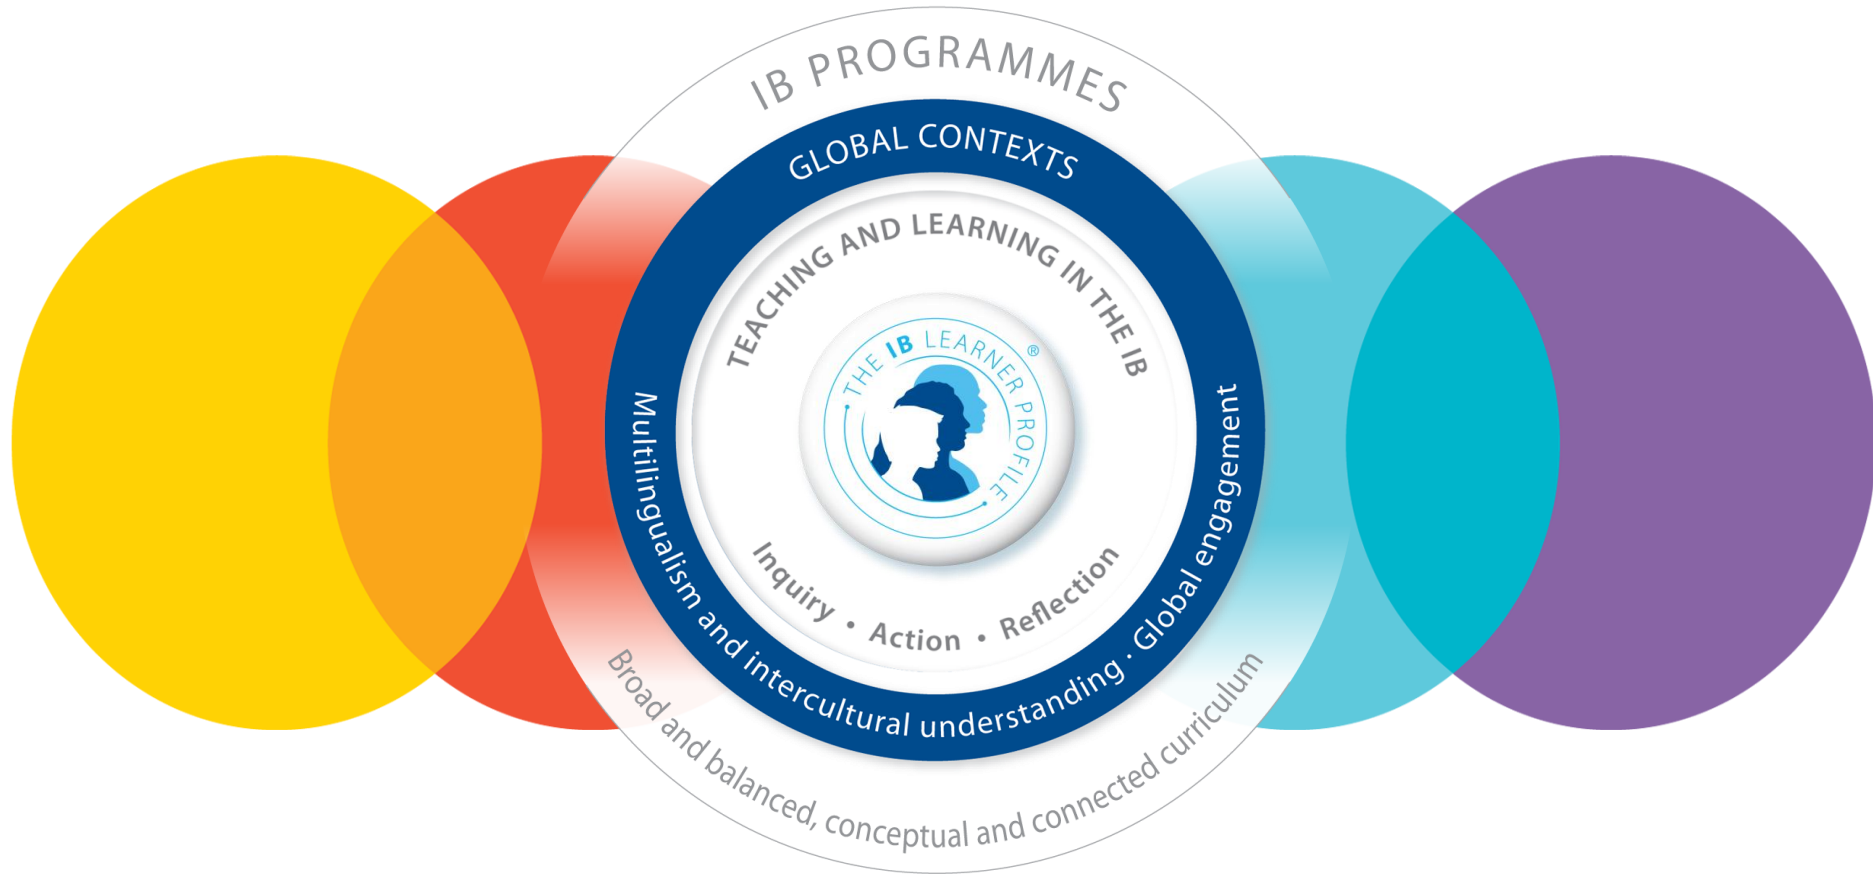 IB PROGRAMMES
GLOBAL CONTEXTS
TEACHING AND LEARNING IN THE IB
THE IB LEARNER PROFILE ®
Inquiry • Action • Reflection
Multilingualism and intercultural understanding · Global engagement
Broad and balanced, conceptual and connected curriculum